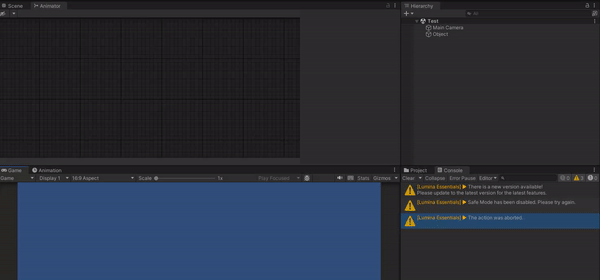 Scene Animator
Hierarchy
All
Test
Main Camera
Object
Game Animation
Game Display 1 16:9 Aspect Scale 1x Play Focused Stats Gizmos
Project Console
Clear Collapse Error Pause Editor 0 3 0
[Lumina Essentials] ▶ There is a new version available!
Please update to the latest version for the latest features.
[Lumina Essentials] ▶ Safe Mode has been disabled. Please try again.
[Lumina Essentials] ▶ The action was aborted.